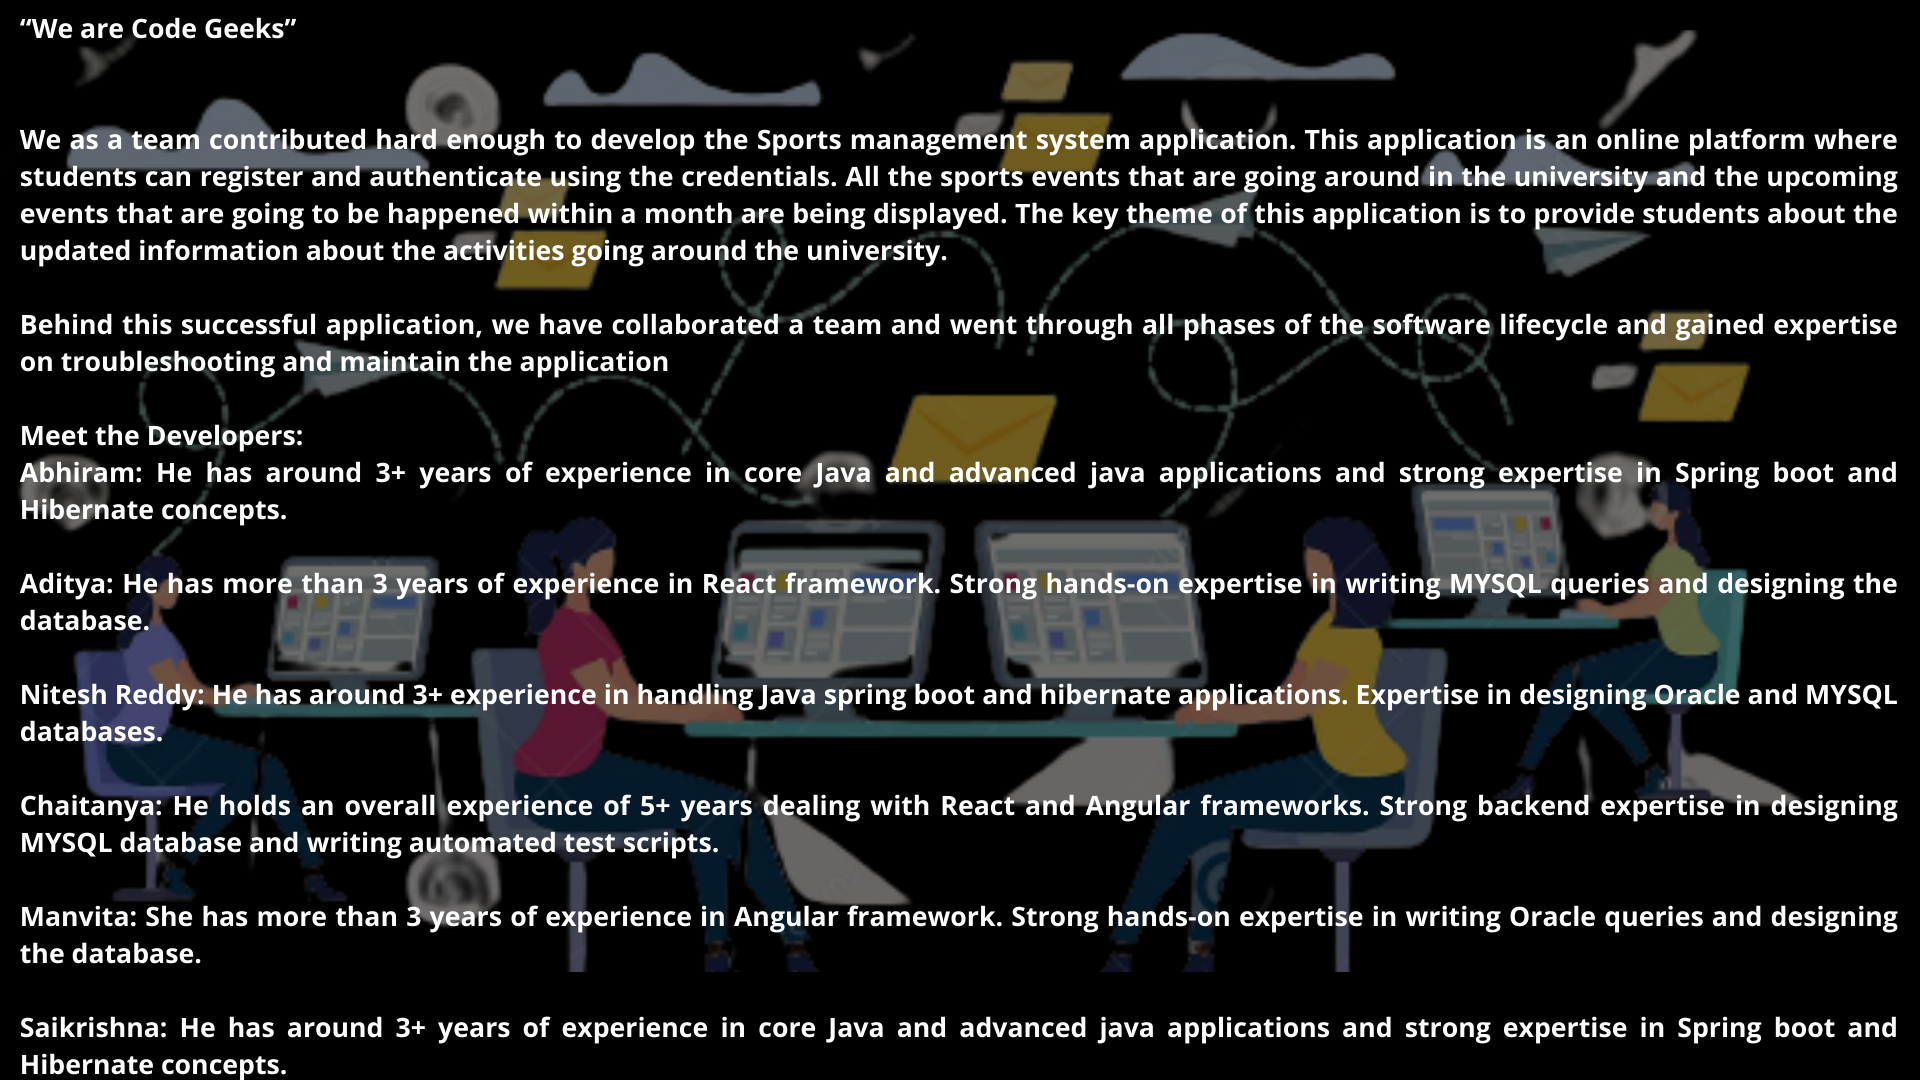 “We are Code Geeks”
We as a team contributed hard enough to develop the Sports management system application. This application is an online platform where
students can register and authenticate using the credentials. All the sports events that are going around in the university and the upcoming
events that are going to be happened within a month are being displayed. The key theme of this application is to provide students about the
updated information about the activities going around the university.
Behind this successful application, we have collaborated a team and went through all phases of the software lifecycle and gained expertise
on troubleshooting and maintain the application
Meet the Developers:
Abhiram: He has around 3+ years of experience in core Java and advanced java applications and strong expertise in Spring boot and
Hibernate concepts.
Aditya: He has more than 3 years of experience in React framework. Strong hands-on expertise in writing MYSQL queries and designing the
database.
Nitesh Reddy: He has around 3+ experience in handling Java spring boot and hibernate applications. Expertise in designing Oracle and MYSQL
databases.
Chaitanya: He holds an overall experience of 5+ years dealing with React and Angular frameworks. Strong backend expertise in designing
MYSQL database and writing automated test scripts.
Manvita: She has more than 3 years of experience in Angular framework. Strong hands-on expertise in writing Oracle queries and designing
the database.
Saikrishna: He has around 3+ years of experience in core Java and advanced java applications and strong expertise in Spring boot and
Hibernate concepts.